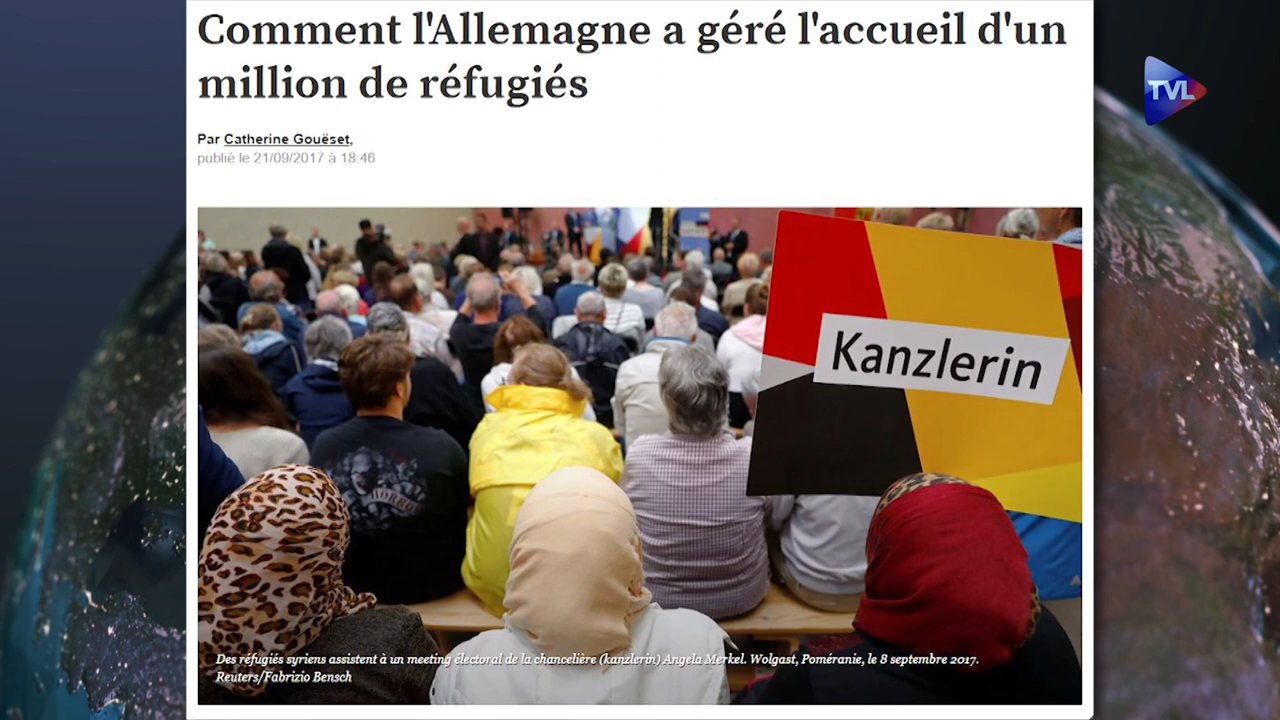 Comment l'Allemagne a géré l'accueil d'un
million de réfugiés
TVL
Par Catherine Gouëset,
publié le 21/09/2017 à 18:46
Kanzlerin
Des réfugiés syriens assistent à un meeting électoral de la chancelière (kanzlerin) Angela Merkel. Wolgast, Poméranie, le 8 septembre 2017.
Reuters/Fabrizio Bensch